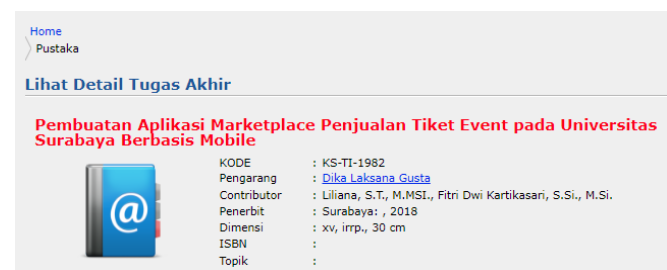 Home
Pustaka
Lihat Detail Tugas Akhir
Pembuatan Aplikasi Marketplace Penjualan Tiket Event pada Universitas
Surabaya Berbasis Mobile
KODE : KS-TI-1982
Pengarang : Dika Laksana Gusta
Contributor : Liliana, S.T., M.MSI., Fitri Dwi Kartikasari, S.Si., M.Si.
Penerbit : Surabaya: , 2018
Dimensi : xv, irrp., 30 cm
ISBN :
Topik :
@